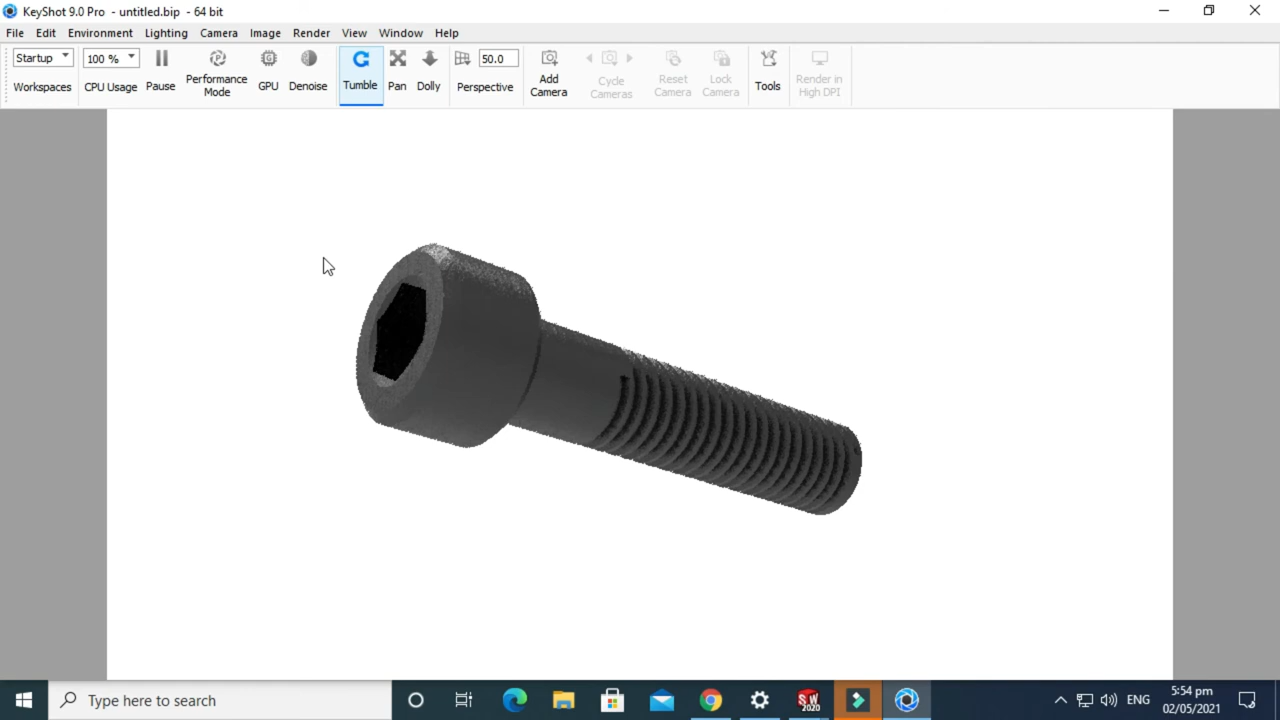 KeyShot 9.0 Pro - untitled.bip - 64 bit
File Edit Environment Lighting Camera Image Render View Window Help
Startup 100 % 50.0
Workspaces CPU Usage Pause Performance Mode GPU Denoise Tumble Pan Dolly Perspective Add Camera Cycle Cameras Reset Camera Lock Camera Tools Render in High DPI
Type here to search
SW 2020
ENG
5:54 pm
02/05/2021